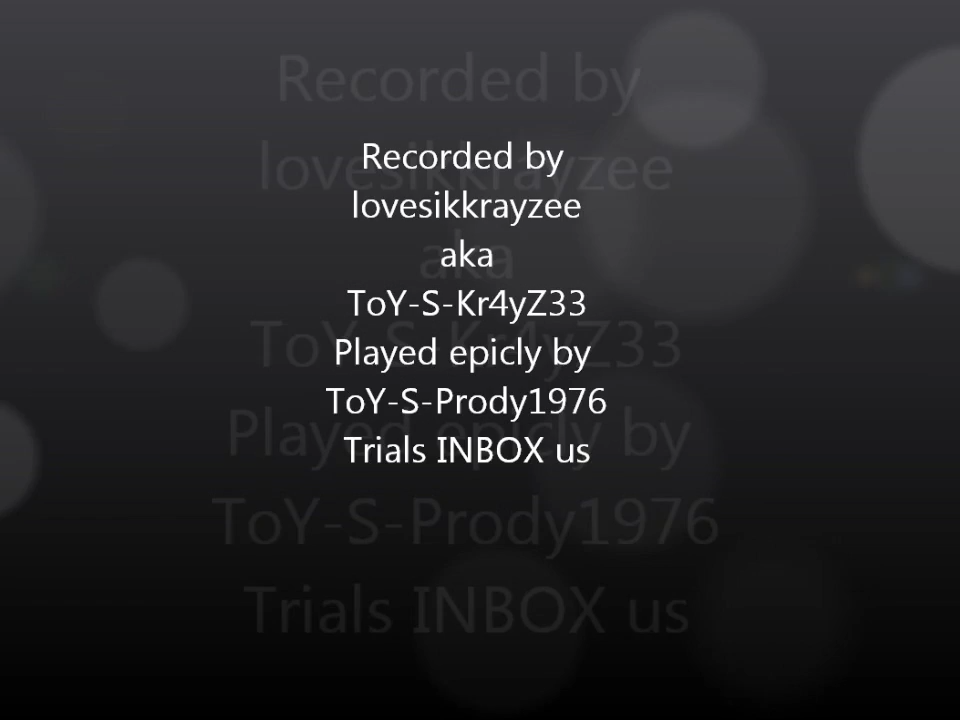 Recorded by
lovesikkrayzee
aka
ToY-S-Kr4yZ33
Played epicly by
ToY-S-Prody1976
Trials INBOX us